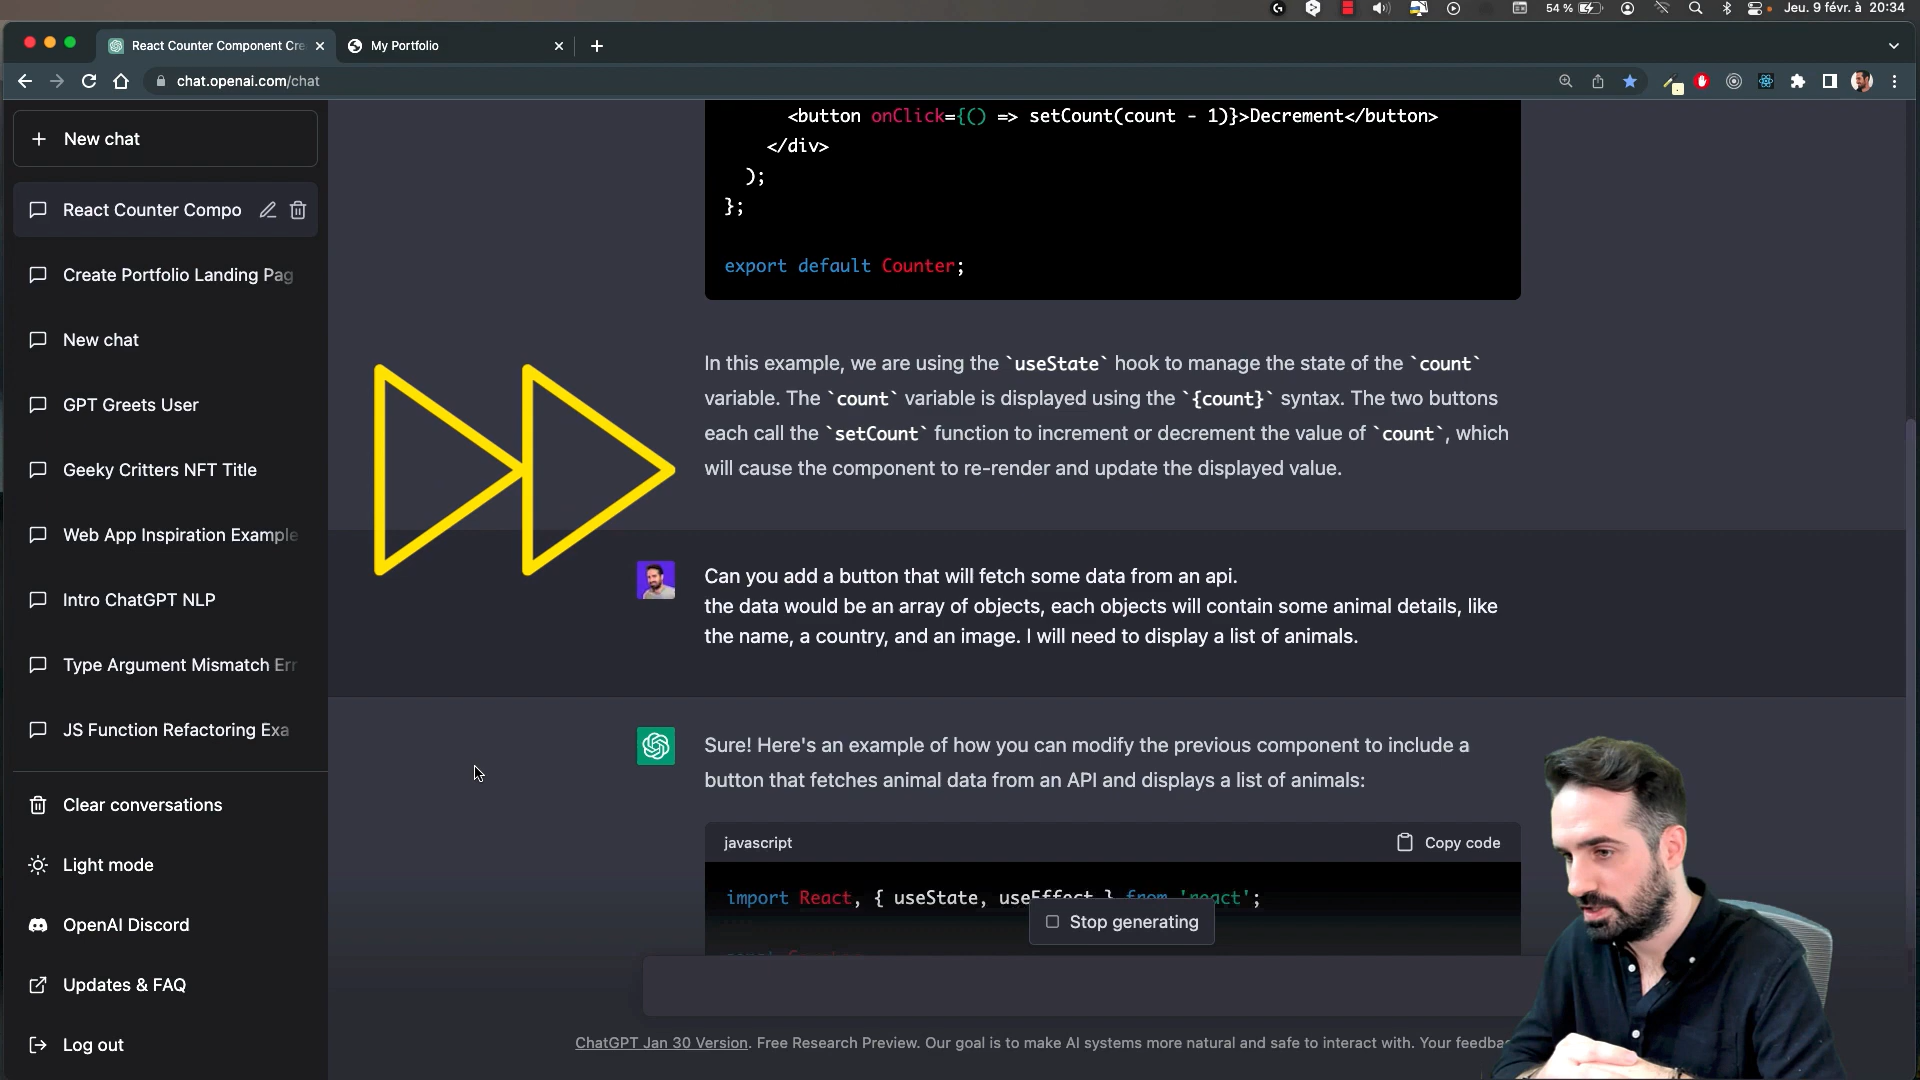 54 %
Jeu. 9 févr. à 20:34
React Counter Component Cre
My Portfolio
chat.openai.com/chat
New chat
React Counter Compo
Create Portfolio Landing Pag
New chat
GPT Greets User
Geeky Critters NFT Title
Web App Inspiration Example
Intro ChatGPT NLP
Type Argument Mismatch Err
JS Function Refactoring Exa
Clear conversations
Light mode
OpenAI Discord
Updates & FAQ
Log out
<button onClick={() => setCount(count - 1)}>Decrement</button>
</div>
);
};
export default Counter;
In this example, we are using the `useState` hook to manage the state of the `count`
variable. The `count` variable is displayed using the `{count}` syntax. The two buttons
each call the `setCount` function to increment or decrement the value of `count`, which
will cause the component to re-render and update the displayed value.
Can you add a button that will fetch some data from an api.
the data would be an array of objects, each objects will contain some animal details, like
the name, a country, and an image. I will need to display a list of animals.
Sure! Here's an example of how you can modify the previous component to include a
button that fetches animal data from an API and displays a list of animals:
javascript
Copy code
import React, { useState, useEffect } from 'react';
Stop generating
ChatGPT Jan 30 Version. Free Research Preview. Our goal is to make AI systems more natural and safe to interact with. Your feedba